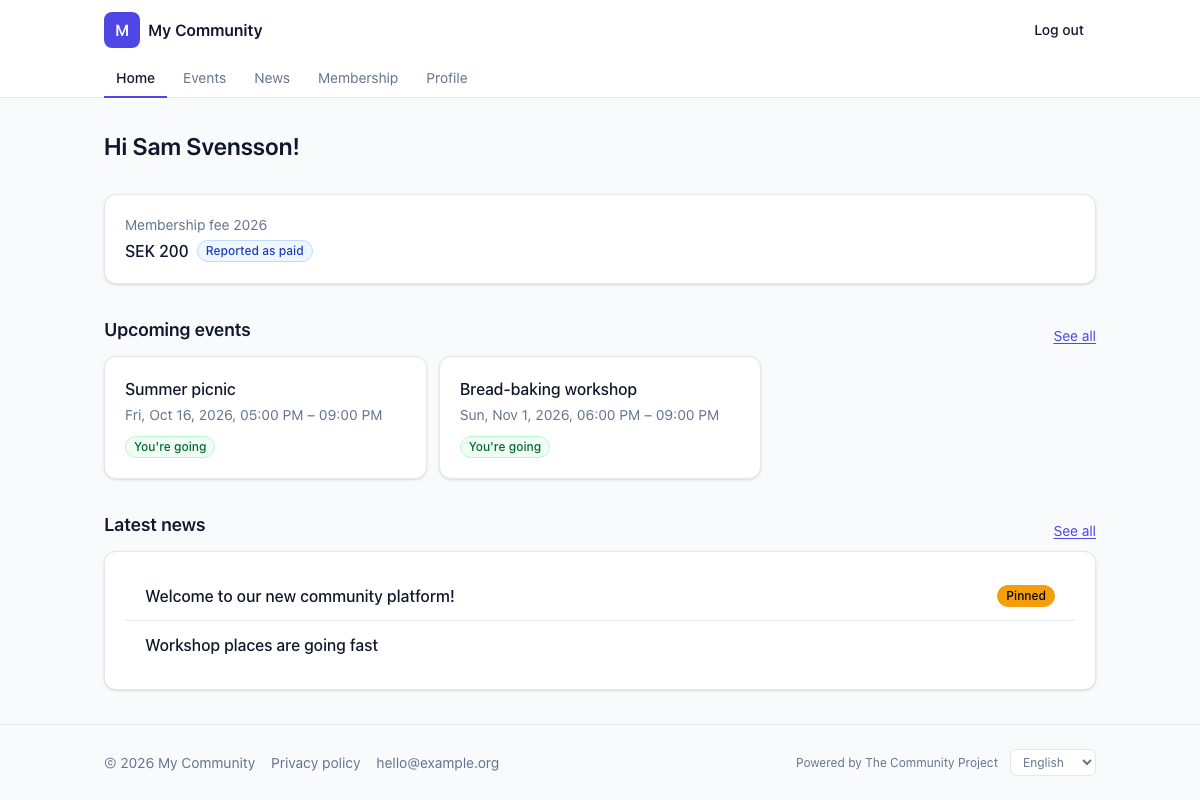 M My Community
Log out
Home Events News Membership Profile
Hi Sam Svensson!
Membership fee 2026
SEK 200 Reported as paid
Upcoming events
See all
Summer picnic
Fri, Oct 16, 2026, 05:00 PM – 09:00 PM
You're going
Bread-baking workshop
Sun, Nov 1, 2026, 06:00 PM – 09:00 PM
You're going
Latest news
See all
Welcome to our new community platform!
Pinned
Workshop places are going fast
© 2026 My Community Privacy policy hello@example.org
Powered by The Community Project English